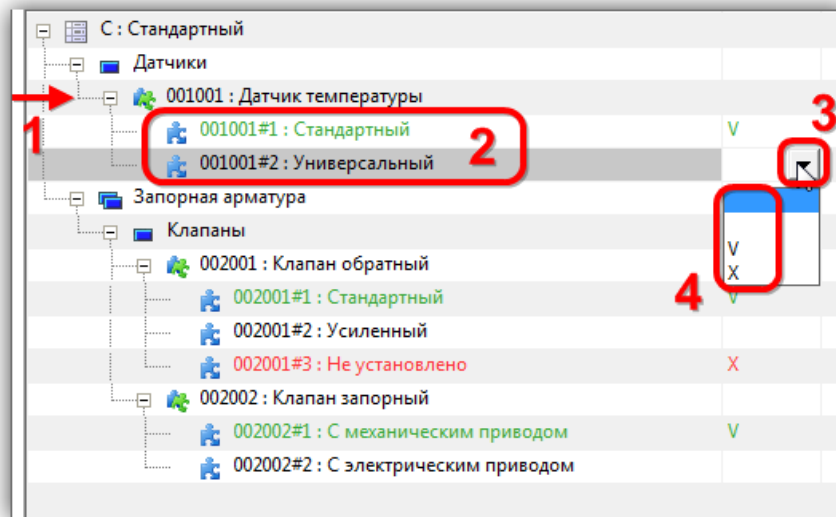 С : Стандартный
Датчики
001001 : Датчик температуры
1
001001#1 : Стандартный V
2
3
001001#2 : Универсальный
Запорная арматура
Клапаны
V
002001 : Клапан обратный
X
4
002001#1 : Стандартный V
002001#2 : Усиленный
002001#3 : Не установлено X
002002 : Клапан запорный
002002#1 : С механическим приводом V
002002#2 : С электрическим приводом